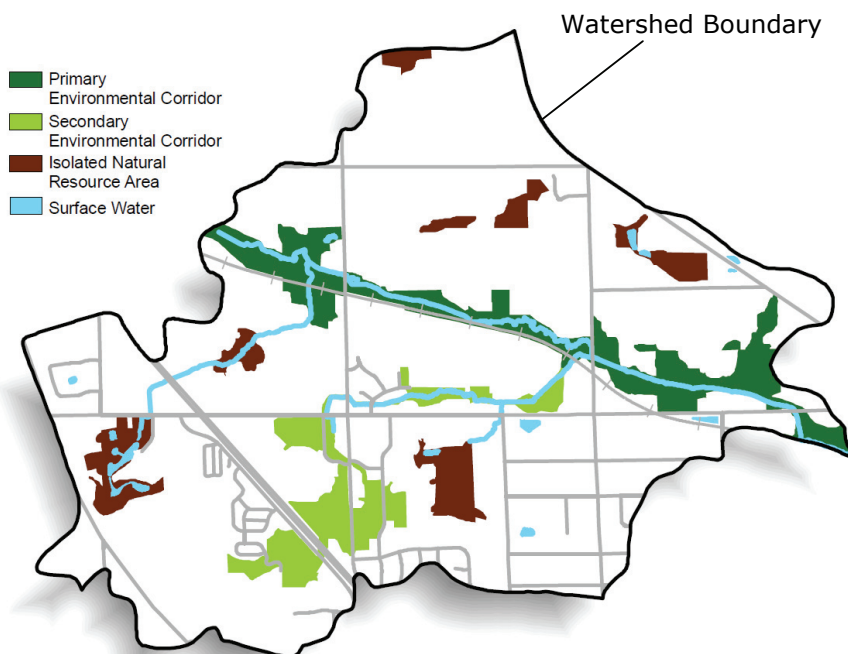 Watershed Boundary
Primary
Environmental Corridor
Secondary
Environmental Corridor
Isolated Natural
Resource Area
Surface Water